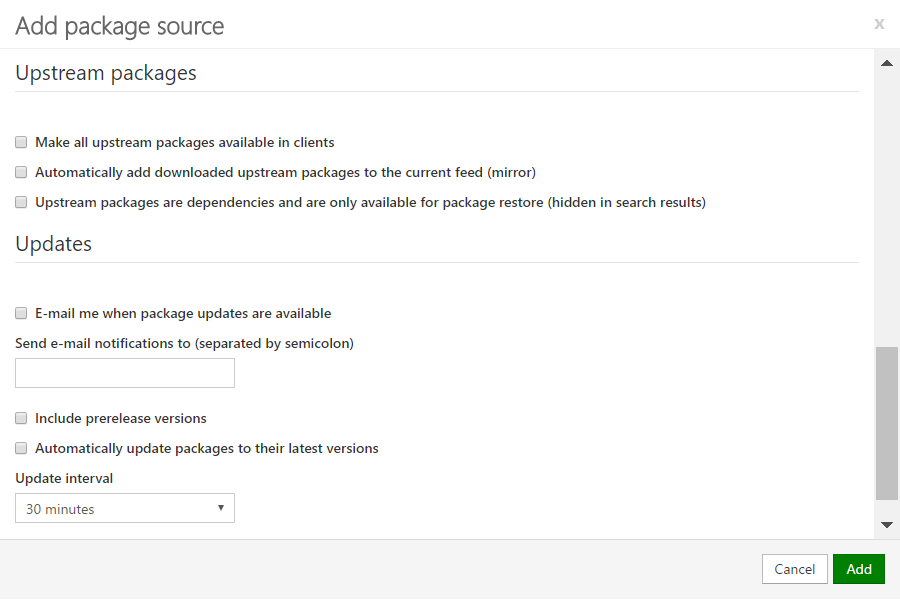 Add package source
x
Upstream packages
Make all upstream packages available in clients
Automatically add downloaded upstream packages to the current feed (mirror)
Upstream packages are dependencies and are only available for package restore (hidden in search results)
Updates
E-mail me when package updates are available
Send e-mail notifications to (separated by semicolon)
Include prerelease versions
Automatically update packages to their latest versions
Update interval
30 minutes
Cancel
Add